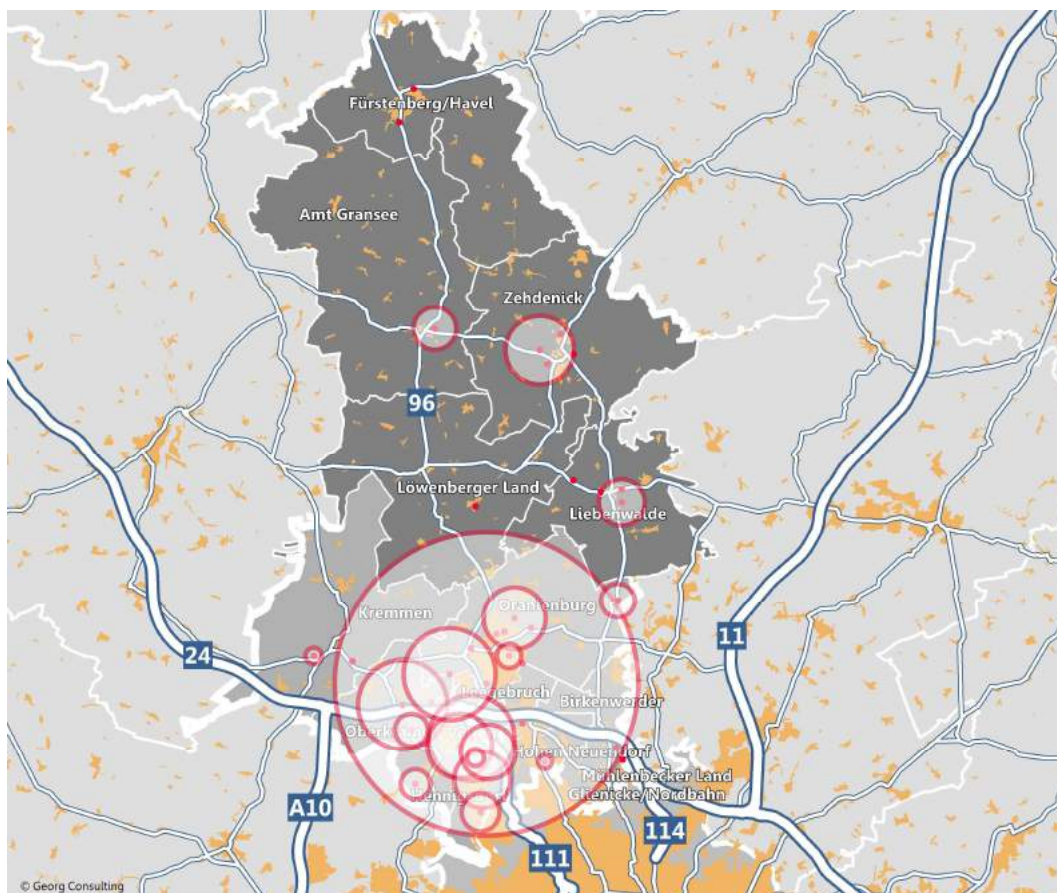 Fürstenberg/Havel
Amt Gransee
Zehdenick
96
Löwenberger Land
Liebenwalde
Kremmen
Oranienburg
11
24
Birkenwerder
Hohen Neuendorf
Mühlenbecker Land
Glienicke/Nordbahn
A10
114
111
© Georg Consulting